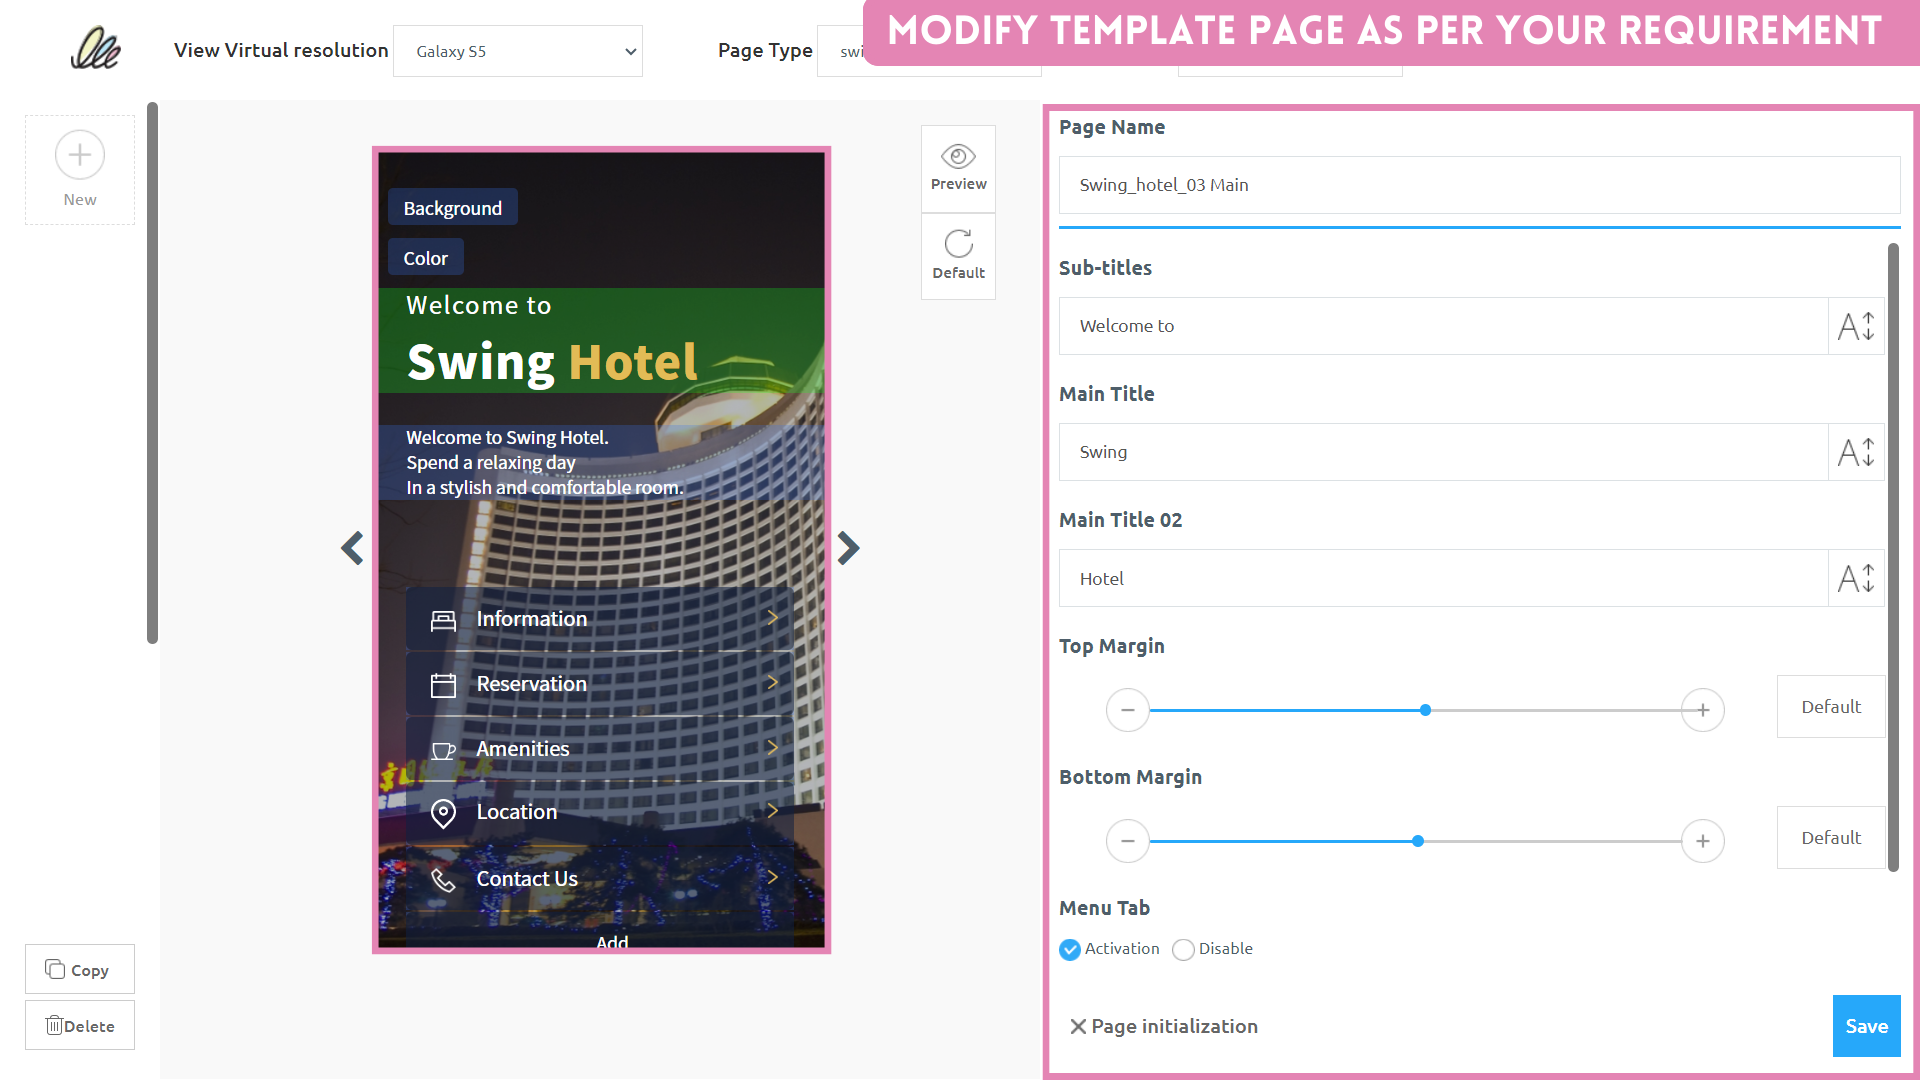 MODIFY TEMPLATE PAGE AS PER YOUR REQUIREMENT
View Virtual resolution
Galaxy S5
Page Type
swi
New
Copy
Delete
Background
Color
Welcome to
Swing Hotel
Welcome to Swing Hotel.
Spend a relaxing day
In a stylish and comfortable room.
Information
Reservation
Amenities
Location
Contact Us
Add
Preview
Default
Page Name
Swing_hotel_03 Main
Sub-titles
Welcome to
A
Main Title
Swing
A
Main Title 02
Hotel
A
Top Margin
Default
Bottom Margin
Default
Menu Tab
Activation
Disable
Page initialization
Save